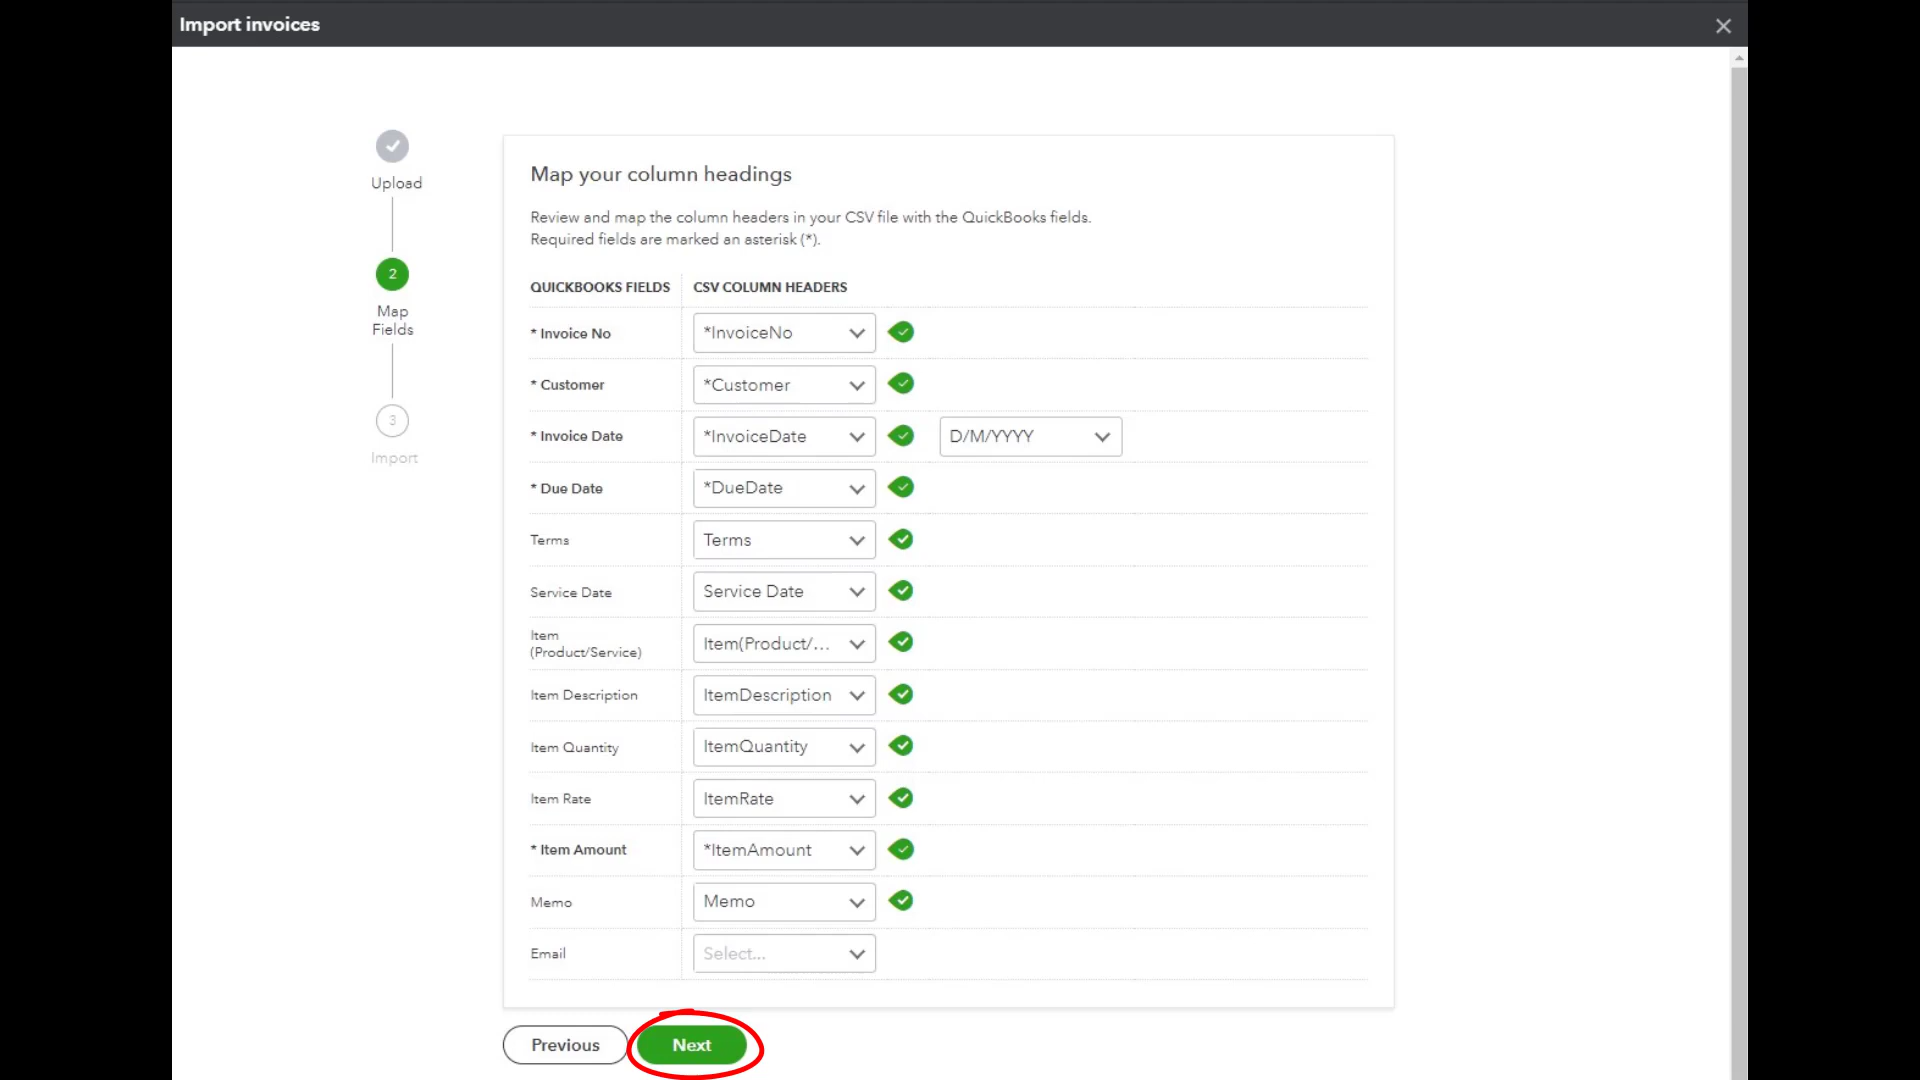 Import invoices
Upload
2
Map
Fields
3
Import
Map your column headings
Review and map the column headers in your CSV file with the QuickBooks fields.
Required fields are marked an asterisk (*).
QUICKBOOKS FIELDS CSV COLUMN HEADERS
* Invoice No *InvoiceNo
* Customer *Customer
* Invoice Date *InvoiceDate D/M/YYYY
* Due Date *DueDate
Terms Terms
Service Date Service Date
Item
(Product/Service) Item(Product/...
Item Description ItemDescription
Item Quantity ItemQuantity
Item Rate ItemRate
* Item Amount *ItemAmount
Memo Memo
Email Select...
Previous Next